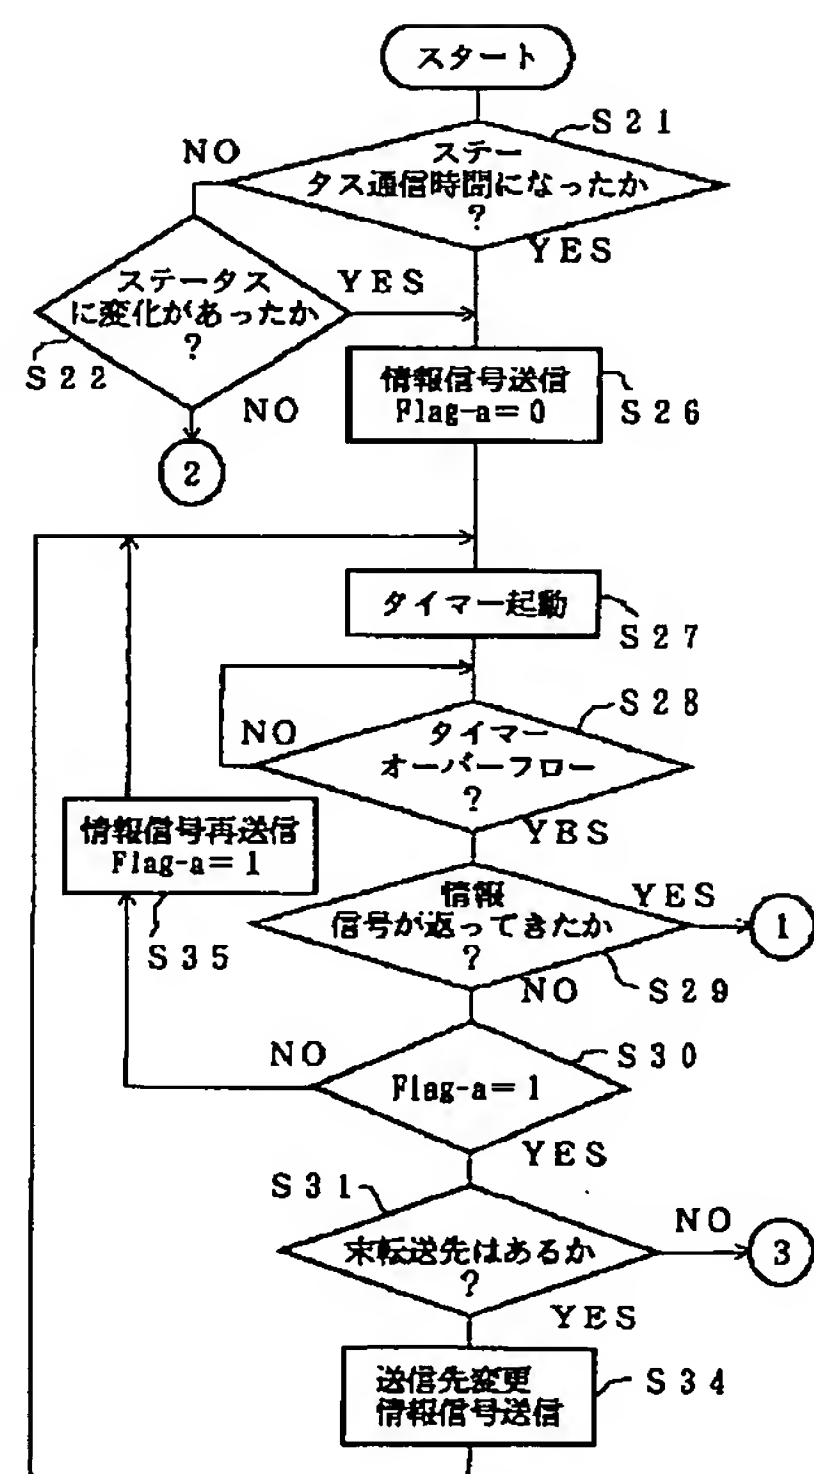 スタート
S21
NO
ステー
タス通信時間になったか
?
YES
ステータス
に変化があったか
?
YES
S22
NO
2
情報信号送信
Flag-a=0
S26
タイマー起動
S27
S28
NO
タイマー
オーバーフロー
?
YES
情報信号再送信
Flag-a=1
S35
情報
信号が返ってきたか
?
YES
1
NO
S29
S30
NO
Flag-a=1
YES
S31
末転送先はあるか
?
NO
3
YES
送信先変更
情報信号送信
S34